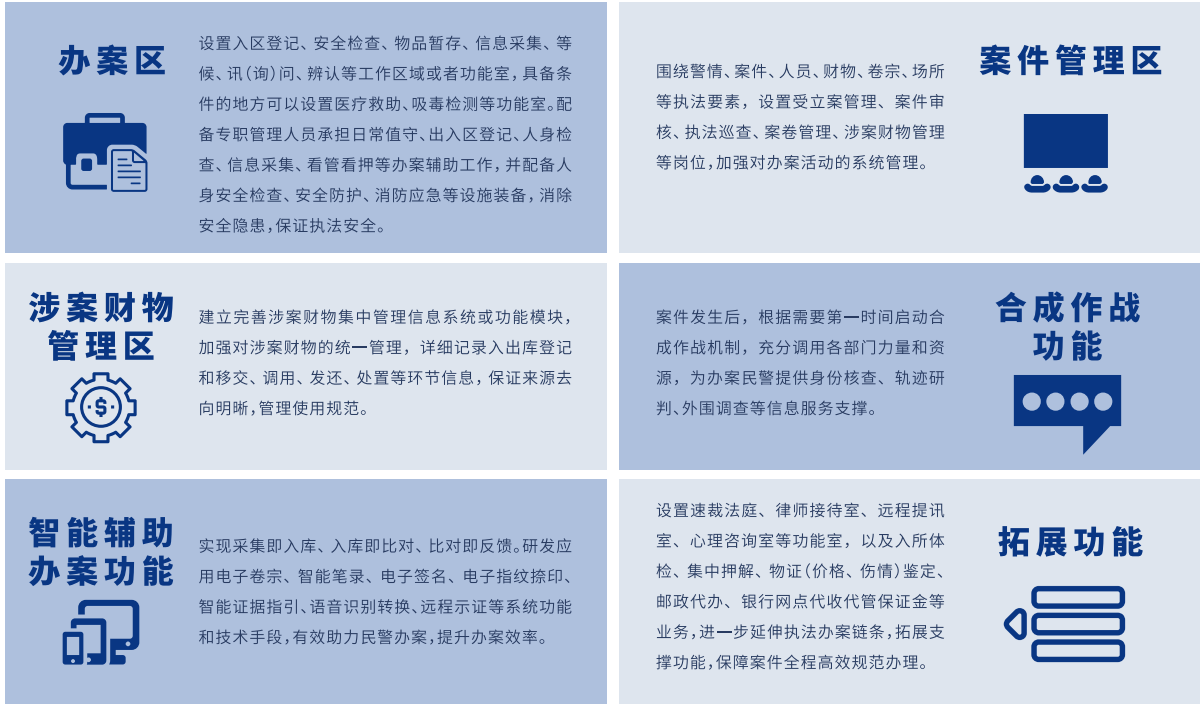 办案区
设置入区登记、安全检查、物品暂存、信息采集、等
候、讯(询)问、辨认等工作区域或者功能室,具备条
件的地方可以设置医疗救助、吸毒检测等功能室。配
备专职管理人员承担日常值守、出入区登记、人身检
查、信息采集、看管看押等办案辅助工作,并配备人
身安全检查、安全防护、消防应急等设施装备,消除
安全隐患,保证执法安全。
案件管理区
围绕警情、案件、人员、财物、卷宗、场所
等执法要素，设置受立案管理、案件审
核、执法巡查、案卷管理、涉案财物管理
等岗位,加强对办案活动的系统管理。
涉案财物
管理区
建立完善涉案财物集中管理信息系统或功能模块,
加强对涉案财物的统一管理，详细记录入出库登记
和移交、调用、发还、处置等环节信息，保证来源去
向明晰,管理使用规范。
合成作战
功能
案件发生后，根据需要第一时间启动合
成作战机制，充分调用各部门力量和资
源，为办案民警提供身份核查、轨迹研
判、外围调查等信息服务支撑。
智能辅助
办案功能
实现采集即入库、入库即比对、比对即反馈。研发应
用电子卷宗、智能笔录、电子签名、电子指纹捺印、
智能证据指引、语音识别转换、远程示证等系统功能
和技术手段,有效助力民警办案,提升办案效率。
拓展功能
设置速裁法庭、律师接待室、远程提讯
室、心理咨询室等功能室，以及入所体
检、集中押解、物证(价格、伤情)鉴定、
邮政代办、银行网点代收代管保证金等
业务,进一步延伸执法办案链条,拓展支
撑功能,保障案件全程高效规范办理。